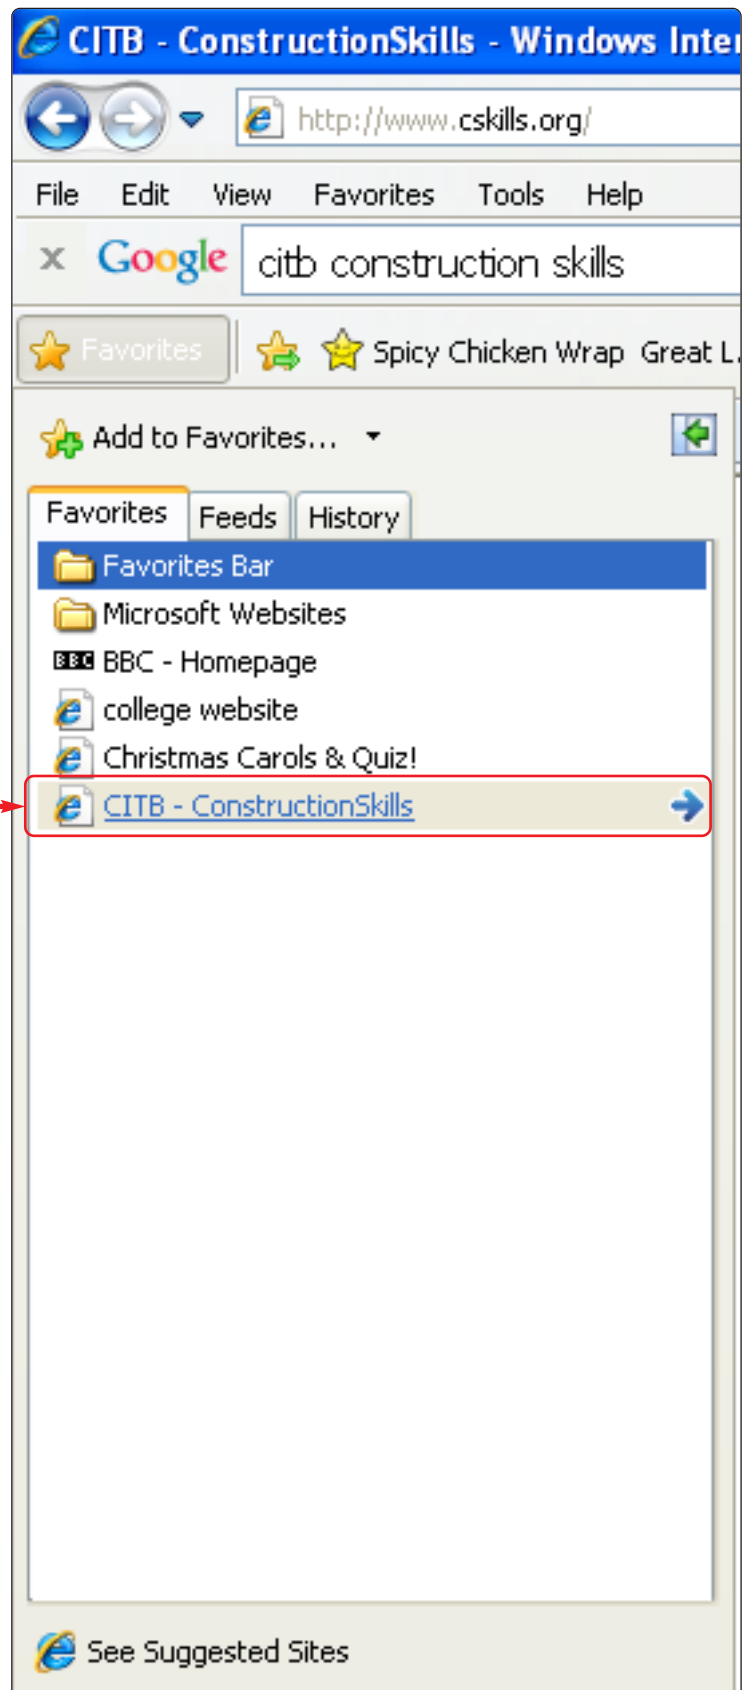 CITB - ConstructionSkills - Windows Inter
http://www.cskills.org/
File Edit View Favorites Tools Help
x Google citb construction skills
Favorites Spicy Chicken Wrap Great L.
Add to Favorites...
Favorites Feeds History
Favorites Bar
Microsoft Websites
BBC BBC - Homepage
college website
Christmas Carols & Quiz!
CITB - ConstructionSkills
See Suggested Sites